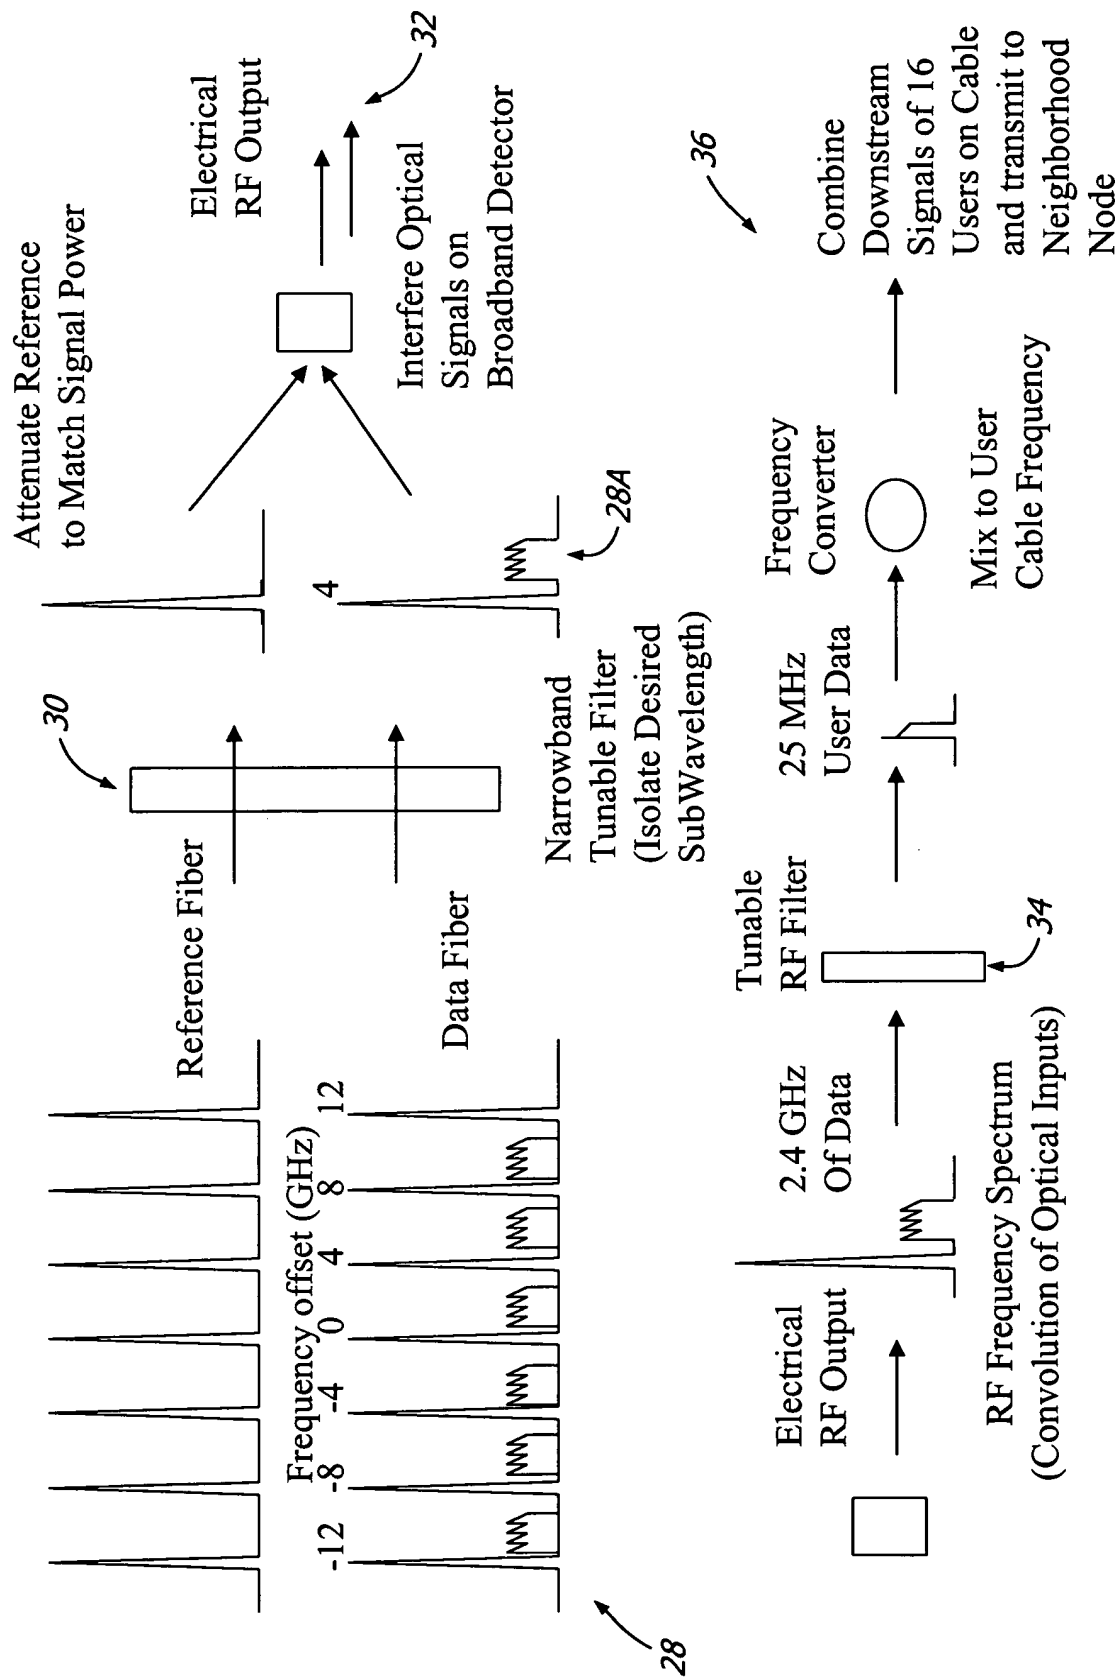 Reference Fiber
Frequency offset (GHz)
-12 -8 -4 0 4 8 12
Data Fiber
28
30
Narrowband
Tunable Filter
(Isolate Desired
SubWavelength)
Attenuate Reference
to Match Signal Power
4
28A
Electrical
RF Output
32
Interfere Optical
Signals on
Broadband Detector
Electrical
RF Output
RF Frequency Spectrum
(Convolution of Optical Inputs)
2.4 GHz
Of Data
Tunable
RF Filter
34
25 MHz
User Data
Frequency
Converter
Mix to User
Cable Frequency
36
Combine
Downstream
Signals of 16
Users on Cable
and transmit to
Neighborhood
Node